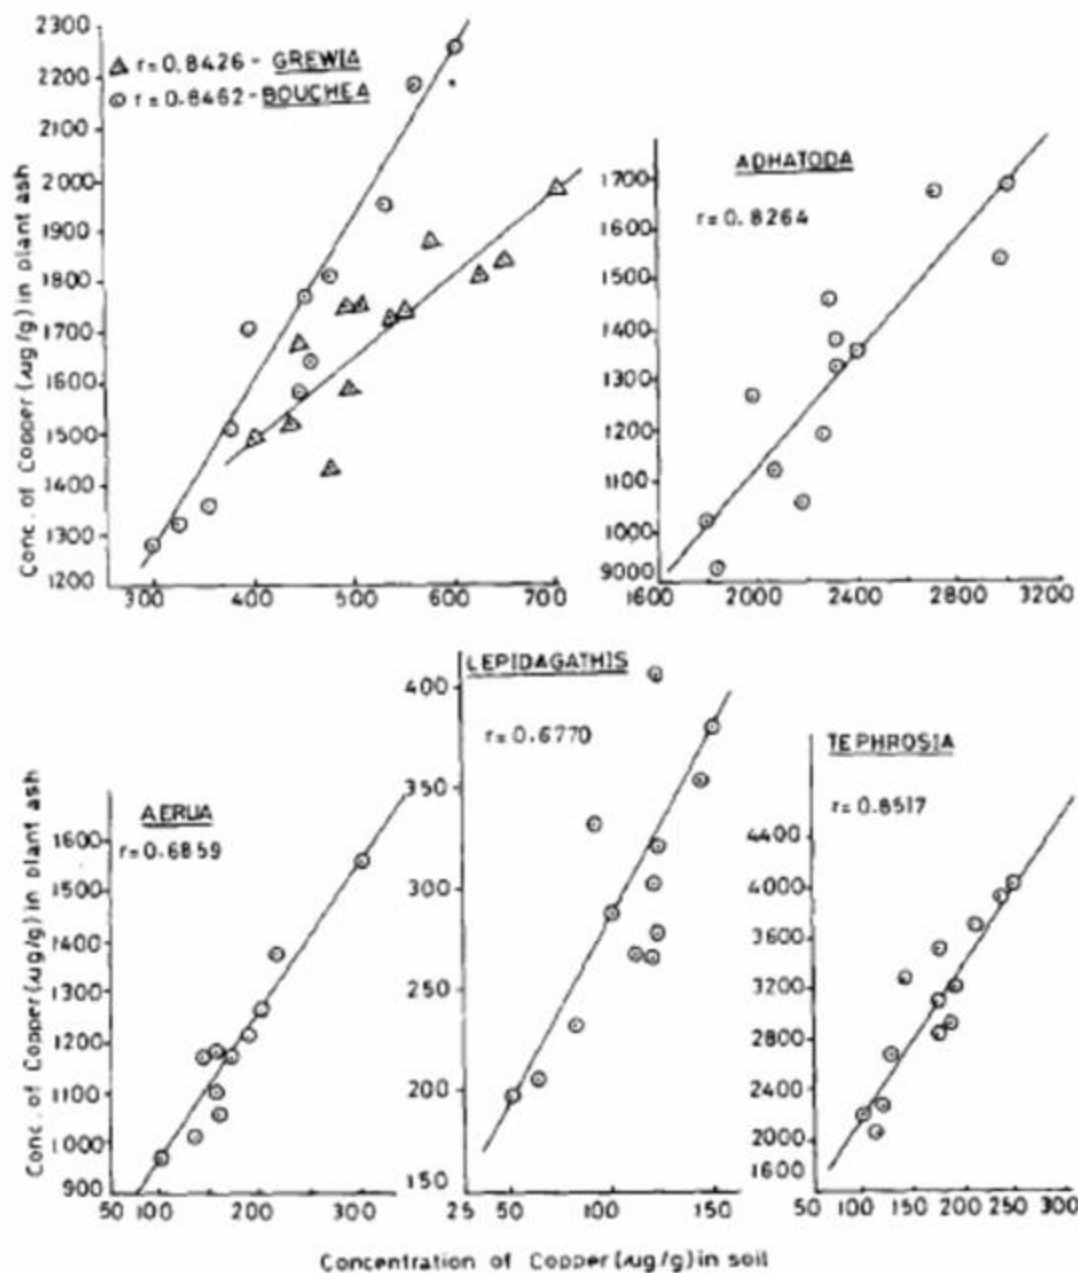 2300
2200
2100
2000
1900
1800
1700
1600
1500
1400
1300
1200
Conc. of Copper (µg/g) in plant ash
r=0.8426 - GREWIA
r=0.8462 - BOUCHEA
300 400 500 600 700
ADHATODA
r=0.8264
1700
1600
1500
1400
1300
1200
1100
1000
9000
1600 2000 2400 2800 3200
AERUA
r=0.6859
Conc. of Copper (µg/g) in plant ash
1600
1500
1400
1300
1200
1100
1000
900
50 100 200 300
LEPIDAGATHIS
r=0.6770
400
350
300
250
200
150
25 50 100 150
TEPHROSIA
r=0.8517
4400
4000
3600
3200
2800
2400
2000
1600
50 100 150 200 250 300
Concentration of Copper (µg/g) in soil